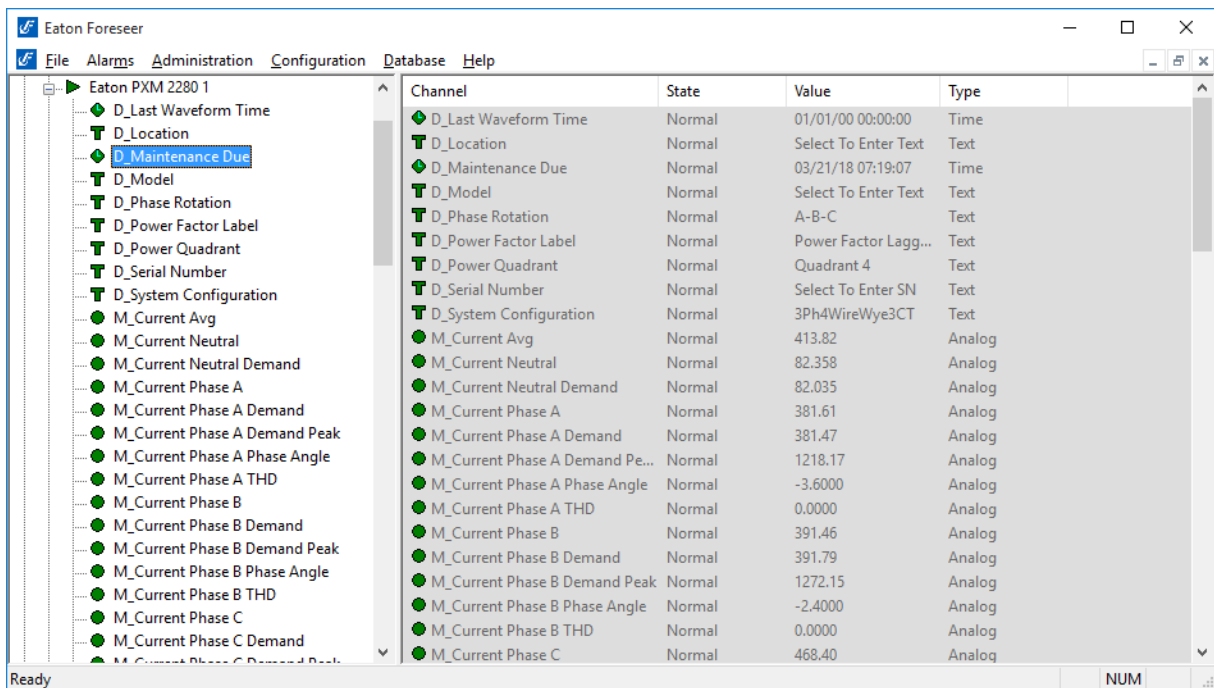 Eaton Foreseer
File Alarms Administration Configuration Database Help
Eaton PXM 2280 1
D_Last Waveform Time
D_Location
D_Maintenance Due
D_Model
D_Phase Rotation
D_Power Factor Label
D_Power Quadrant
D_Serial Number
D_System Configuration
M_Current Avg
M_Current Neutral
M_Current Neutral Demand
M_Current Phase A
M_Current Phase A Demand
M_Current Phase A Demand Peak
M_Current Phase A Phase Angle
M_Current Phase A THD
M_Current Phase B
M_Current Phase B Demand
M_Current Phase B Demand Peak
M_Current Phase B Phase Angle
M_Current Phase B THD
M_Current Phase C
M_Current Phase C Demand
M_Current Phase C Demand Peak
Channel State Value Type
D_Last Waveform Time Normal 01/01/00 00:00:00 Time
D_Location Normal Select To Enter Text Text
D_Maintenance Due Normal 03/21/18 07:19:07 Time
D_Model Normal Select To Enter Text Text
D_Phase Rotation Normal A-B-C Text
D_Power Factor Label Normal Power Factor Lagg... Text
D_Power Quadrant Normal Quadrant 4 Text
D_Serial Number Normal Select To Enter SN Text
D_System Configuration Normal 3Ph4WireWye3CT Text
M_Current Avg Normal 413.82 Analog
M_Current Neutral Normal 82.358 Analog
M_Current Neutral Demand Normal 82.035 Analog
M_Current Phase A Normal 381.61 Analog
M_Current Phase A Demand Normal 381.47 Analog
M_Current Phase A Demand Pe... Normal 1218.17 Analog
M_Current Phase A Phase Angle Normal -3.6000 Analog
M_Current Phase A THD Normal 0.0000 Analog
M_Current Phase B Normal 391.46 Analog
M_Current Phase B Demand Normal 391.79 Analog
M_Current Phase B Demand Peak Normal 1272.15 Analog
M_Current Phase B Phase Angle Normal -2.4000 Analog
M_Current Phase B THD Normal 0.0000 Analog
M_Current Phase C Normal 468.40 Analog
Ready NUM